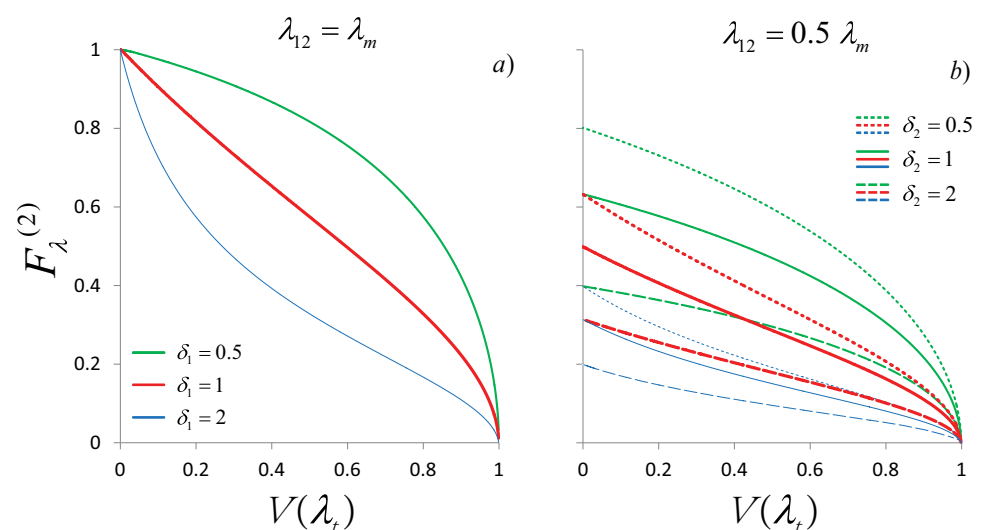 λ₁₂ = λₘ
a)
F_λ^(2)
1
0.8
0.6
0.4
0.2
0
δ₁ = 0.5
δ₁ = 1
δ₁ = 2
0 0.2 0.4 0.6 0.8 1
V(λₜ)
λ₁₂ = 0.5 λₘ
b)
δ₂ = 0.5
δ₂ = 1
δ₂ = 2
0 0.2 0.4 0.6 0.8 1
V(λₜ)